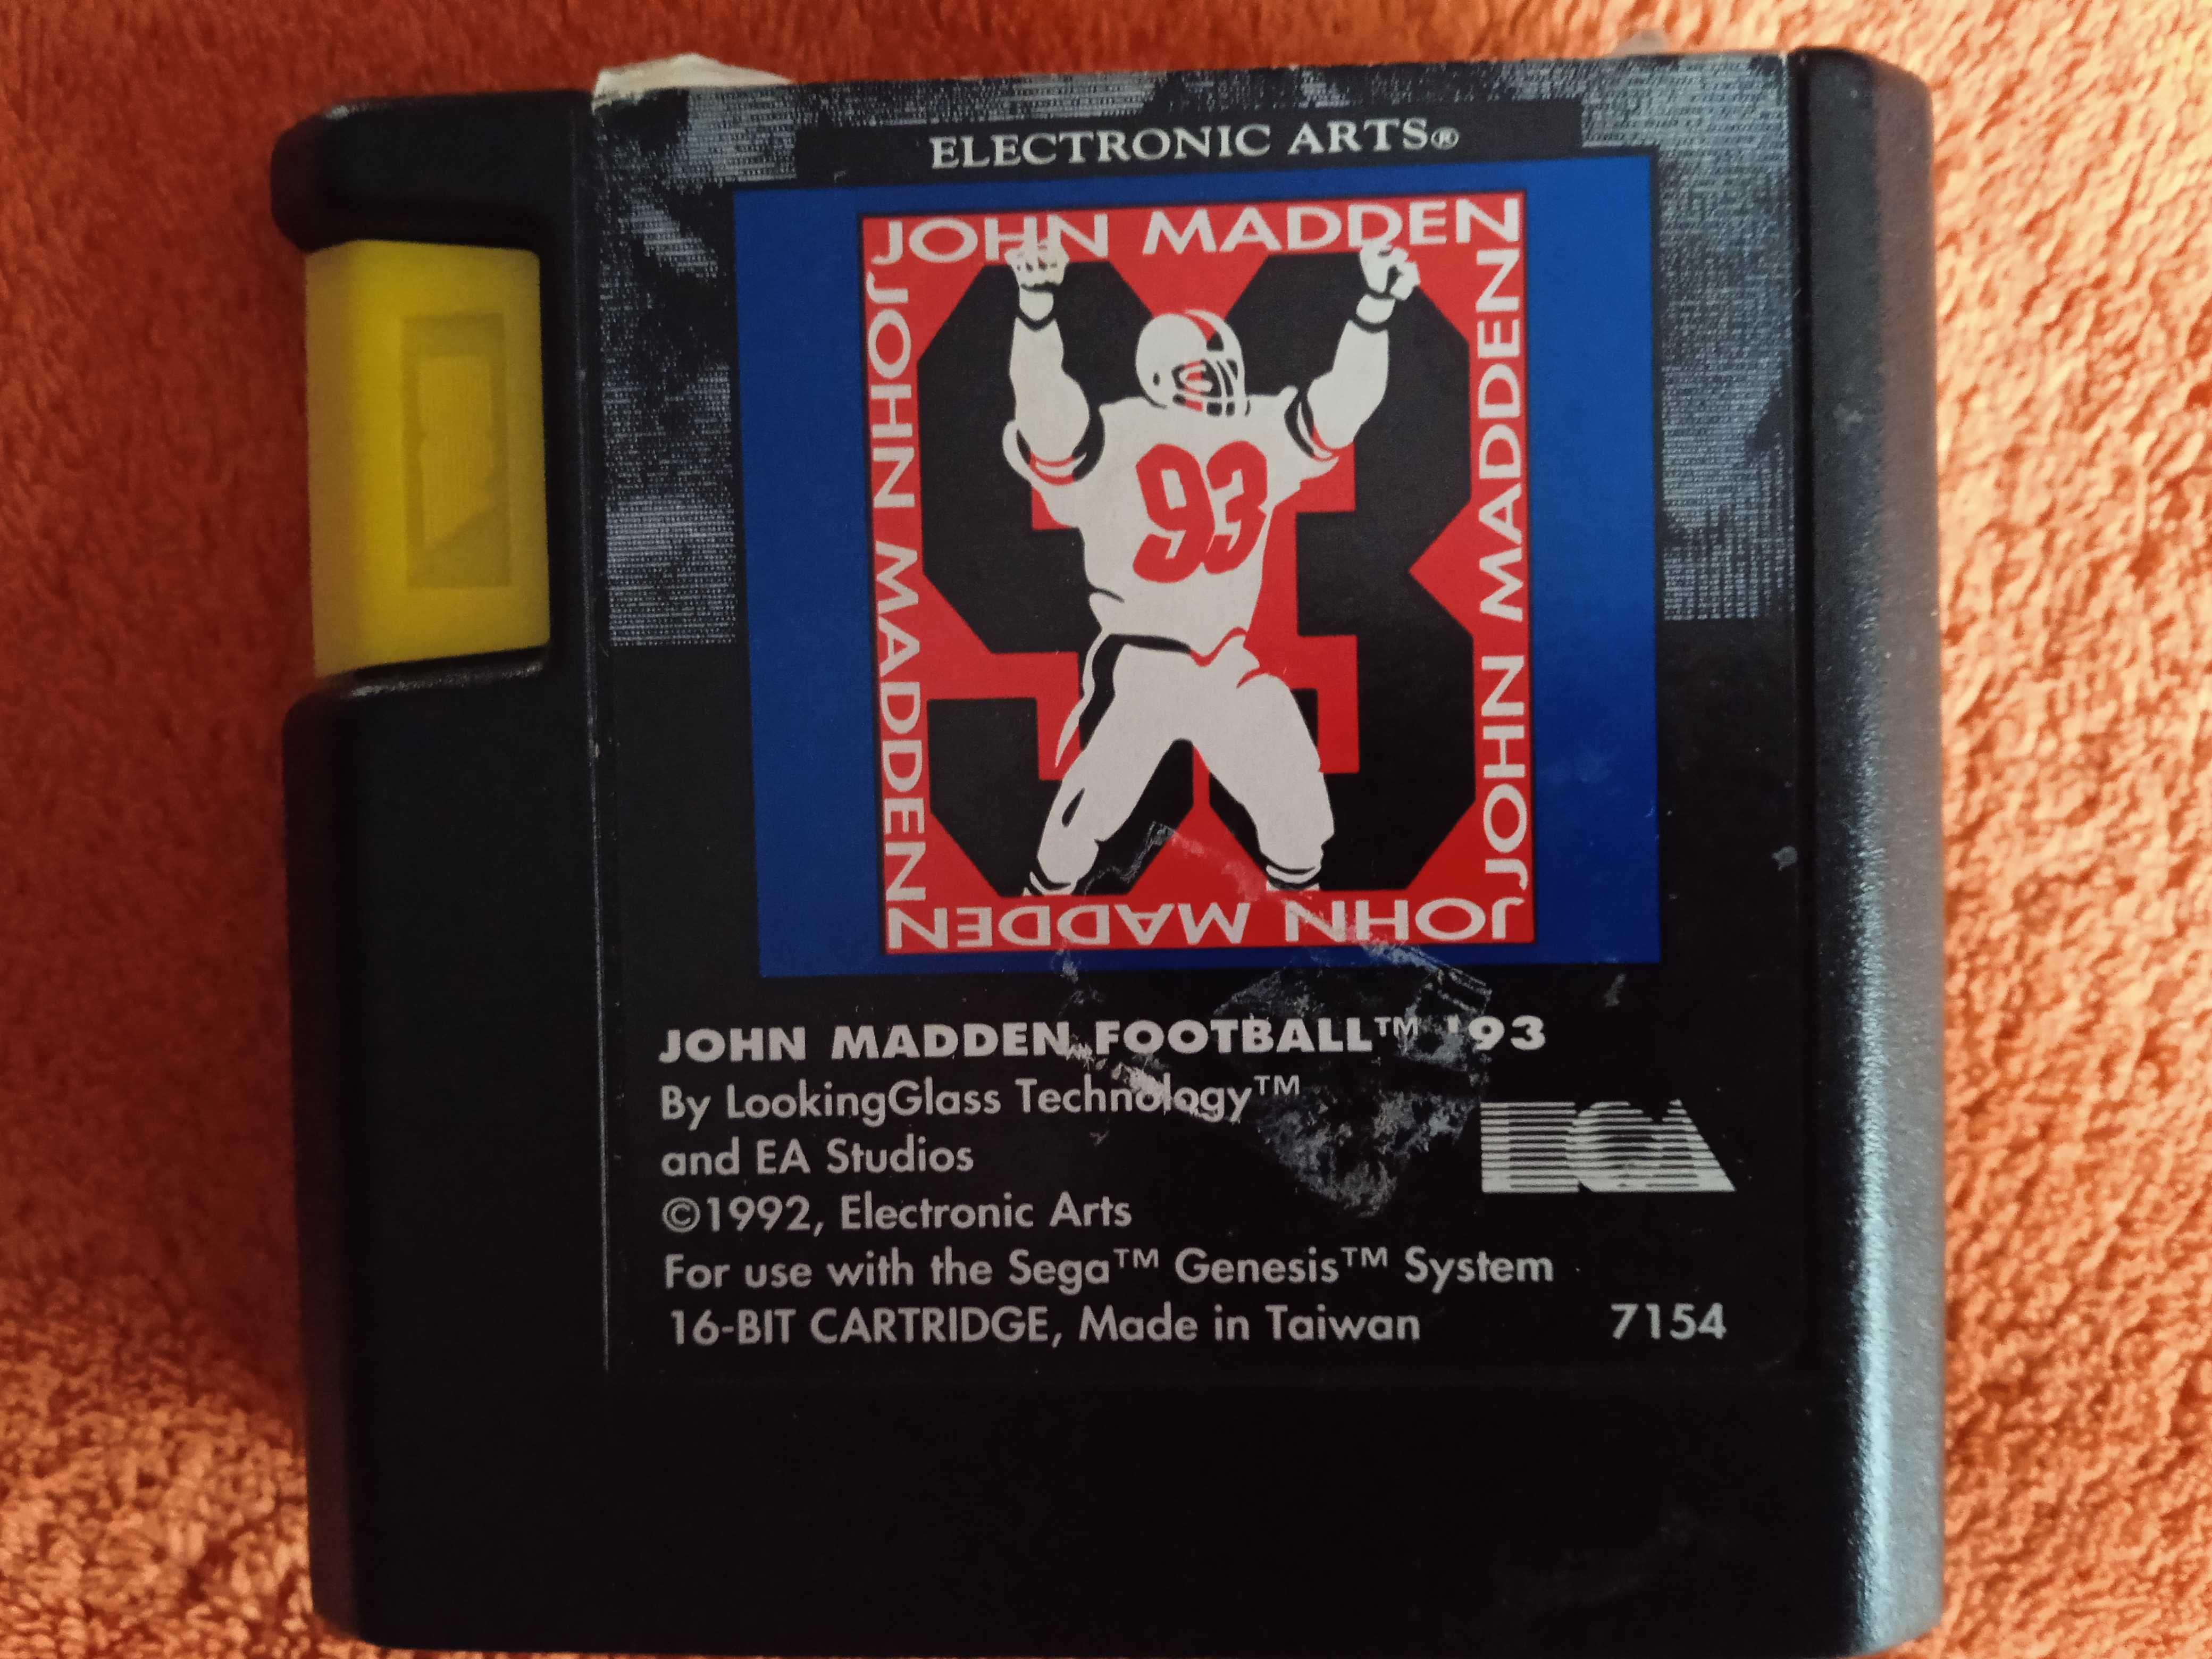 ELECTRONIC ARTS®
JOHN MADDEN
JOHN MADDEN
JOHN MADDEN
93
JOHN MADDEN
JOHN MADDEN FOOTBALL™ '93
By LookingGlass Technology™
and EA Studios
EA
©1992, Electronic Arts
For use with the Sega™ Genesis™ System
16-BIT CARTRIDGE, Made in Taiwan 7154